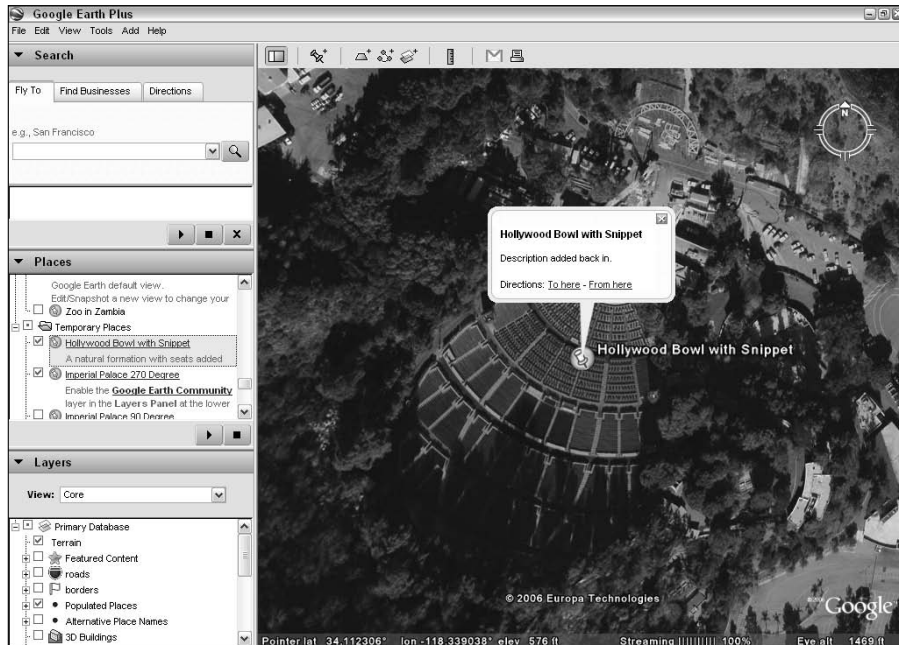 Google Earth Plus
File Edit View Tools Add Help
Search
Fly To Find Businesses Directions
e.g., San Francisco
Places
Google Earth default view.
Edit/Snapshot a new view to change your
Zoo in Zambia
Temporary Places
Hollywood Bowl with Snippet
A natural formation with seats added
Imperial Palace 270 Degree
Enable the Google Earth Community
layer in the Layers Panel at the lower
Imperial Palace 90 Degree
Layers
View: Core
Primary Database
Terrain
Featured Content
roads
borders
Populated Places
Alternative Place Names
3D Buildings
N
Hollywood Bowl with Snippet
Description added back in.
Directions: To here - From here
Hollywood Bowl with Snippet
© 2006 Europa Technologies
Google
Pointer lat 34.112306° lon -118.339038° elev 576 ft Streaming |||||||||| 100% Eye alt 1469 ft